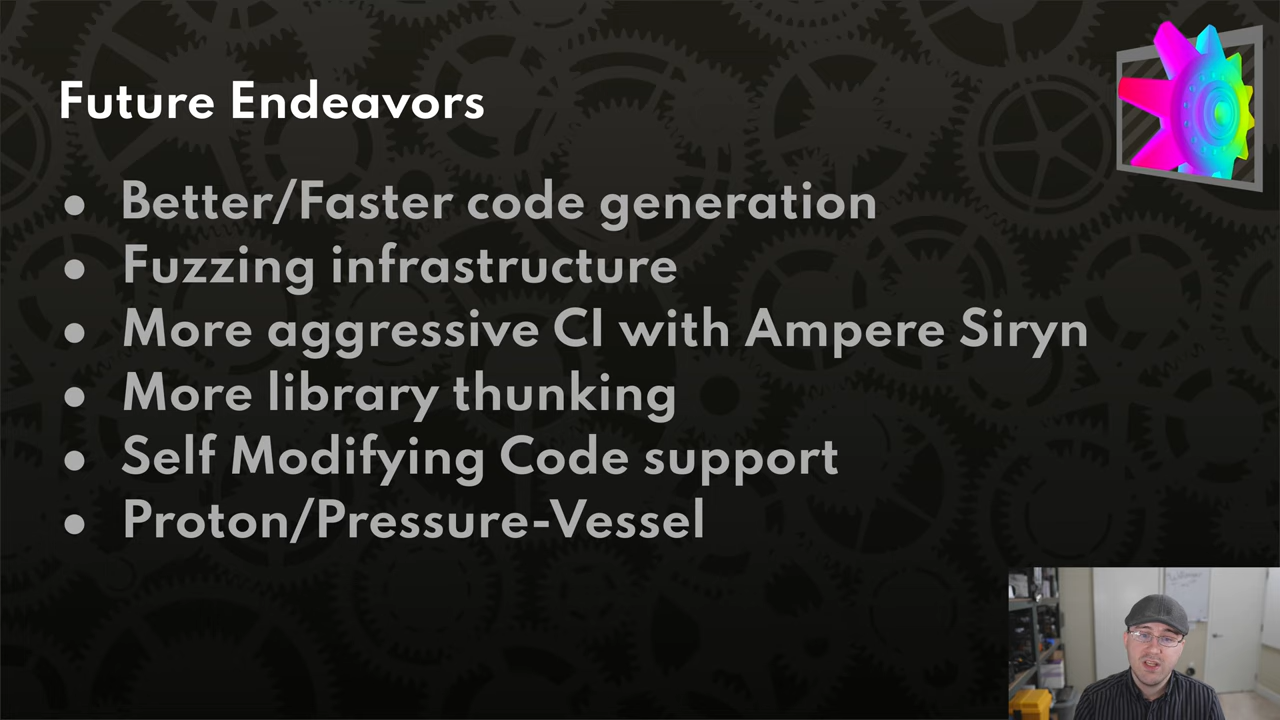 Future Endeavors
● Better/Faster code generation
● Fuzzing infrastructure
● More aggressive CI with Ampere Siryn
● More library thunking
● Self Modifying Code support
● Proton/Pressure-Vessel